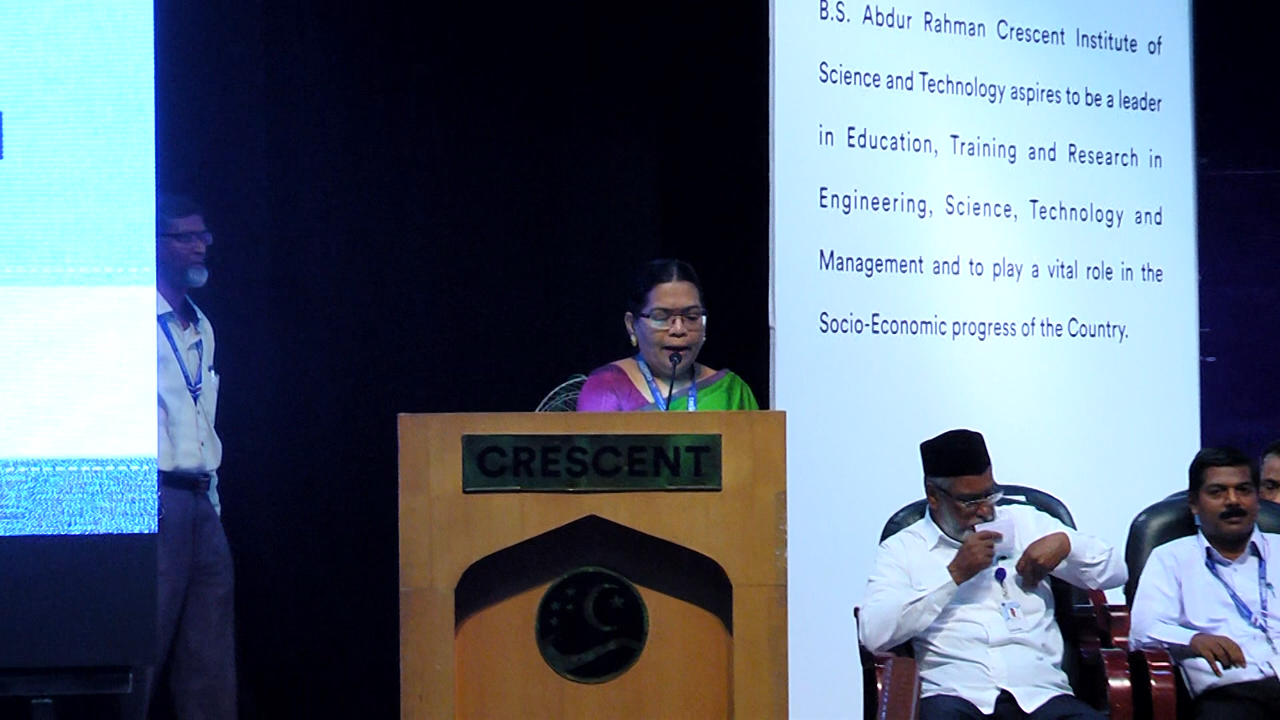 B.S. Abdur Rahman Crescent Institute of
Science and Technology aspires to be a leader
in Education, Training and Research in
Engineering, Science, Technology and
Management and to play a vital role in the
Socio-Economic progress of the Country.
CRESCENT